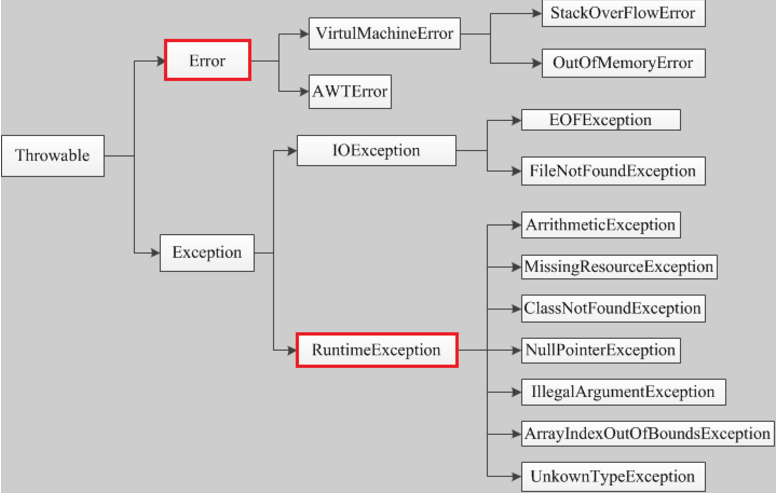 StackOverFlowError
VirtulMachineError
Error
OutOfMemoryError
AWTError
EOFException
Throwable
IOException
FileNotFoundException
ArrithmeticException
Exception
MissingResourceException
ClassNotFoundException
RuntimeException
NullPointerException
IllegalArgumentException
ArrayIndexOutOfBoundsException
UnkownTypeException